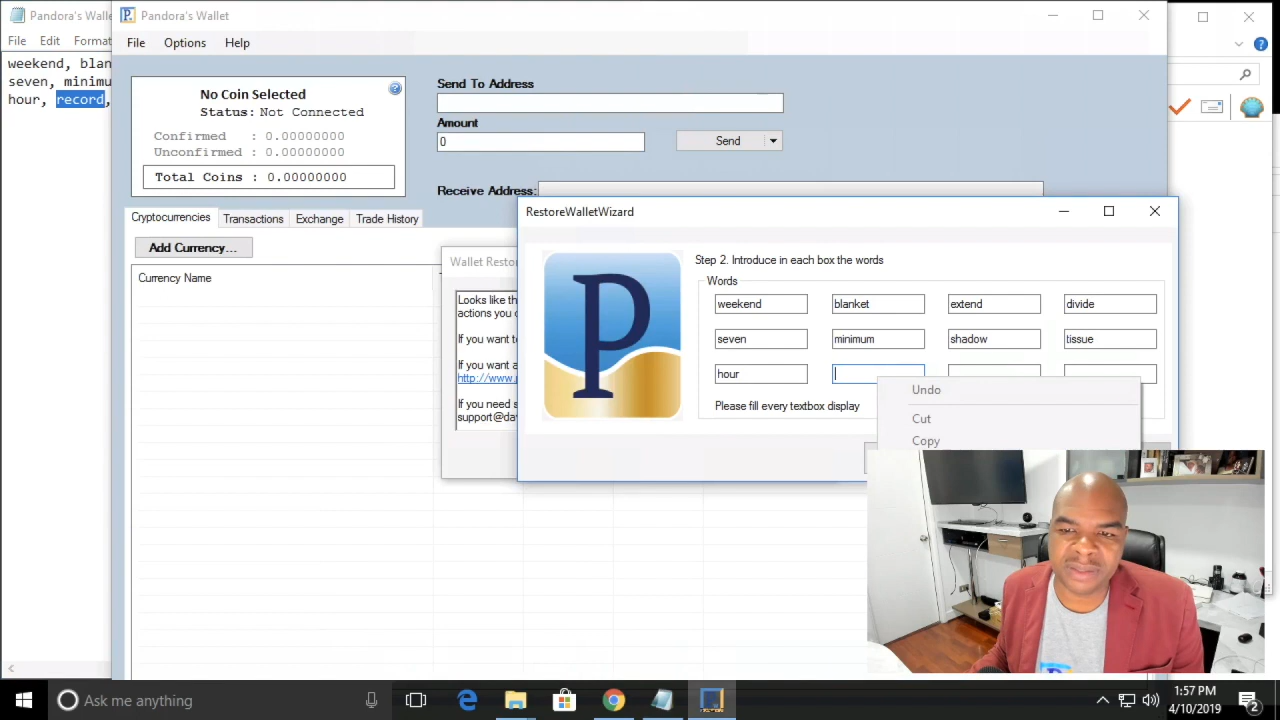 Pandora's Wallet
File Edit Format
weekend, blan
seven, minimu
hour, record,
Pandora's Wallet
File Options Help
No Coin Selected
Status: Not Connected
Confirmed : 0.00000000
Unconfirmed : 0.00000000
Total Coins : 0.00000000
Send To Address
Amount
0
Send
Receive Address:
Cryptocurrencies Transactions Exchange Trade History
Add Currency...
Currency Name
Wallet Resto
Looks like th
actions you c
If you want to
If you want a
http://www.
If you need s
support@da
RestoreWalletWizard
P
Step 2. Introduce in each box the words
Words
weekend blanket extend divide
seven minimum shadow tissue
hour
Please fill every textbox display
Undo
Cut
Copy
Ask me anything
1:57 PM
4/10/2019
2